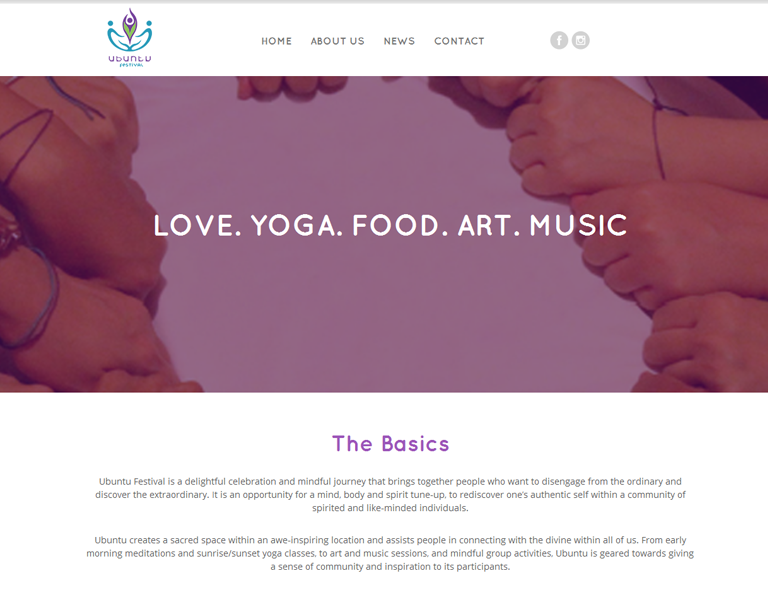 UBUNTU
FESTIVAL
HOME ABOUT US NEWS CONTACT
LOVE. YOGA. FOOD. ART. MUSIC
The Basics
Ubuntu Festival is a delightful celebration and mindful journey that brings together people who want to disengage from the ordinary and
discover the extraordinary. It is an opportunity for a mind, body and spirit tune-up, to rediscover one's authentic self within a community of
spirited and like-minded individuals.
Ubuntu creates a sacred space within an awe-inspiring location and assists people in connecting with the divine within all of us. From early
morning meditations and sunrise/sunset yoga classes, to art and music sessions, and mindful group activities, Ubuntu is geared towards giving
a sense of community and inspiration to its participants.